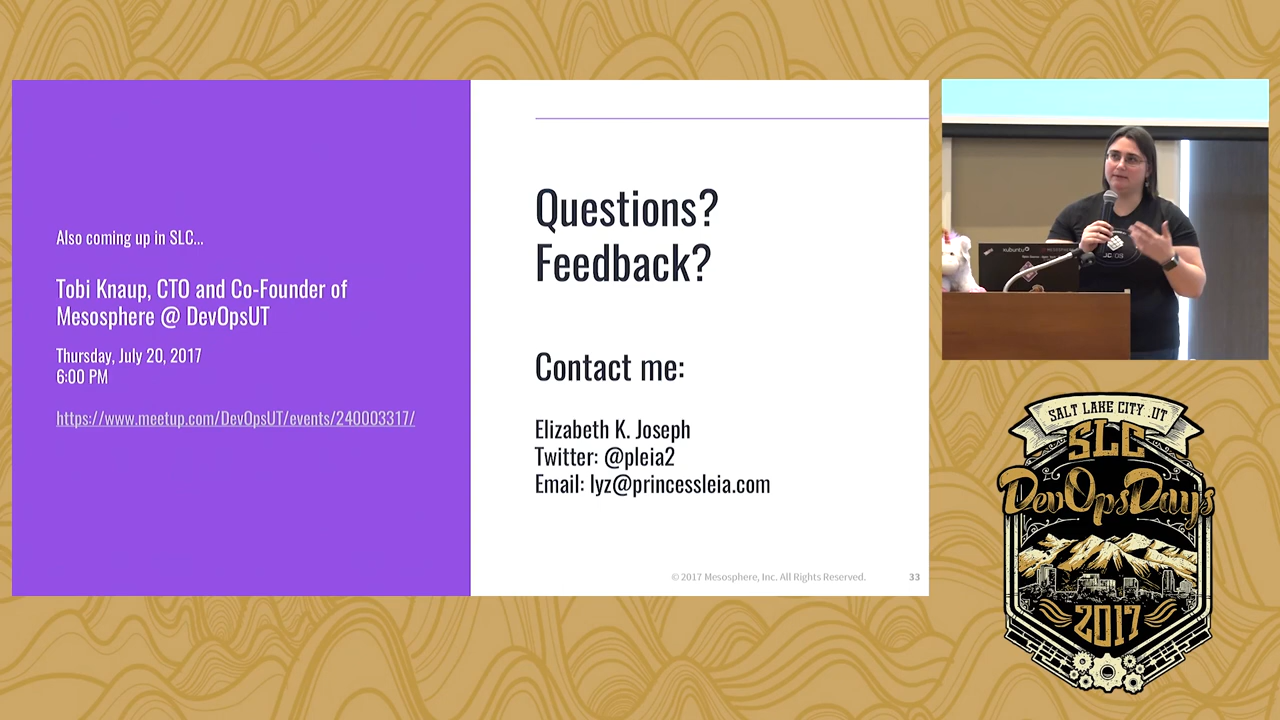 Also coming up in SLC...
Tobi Knaup, CTO and Co-Founder of
Mesosphere @ DevOpsUT
Thursday, July 20, 2017
6:00 PM
https://www.meetup.com/DevOpsUT/events/240003317/
Questions?
Feedback?
Contact me:
Elizabeth K. Joseph
Twitter: @pleia2
Email: lyz@princessleia.com
© 2017 Mesosphere, Inc. All Rights Reserved.
33
xubuntu
SALT LAKE CITY .UT
SLC
DevOpsDays
2017